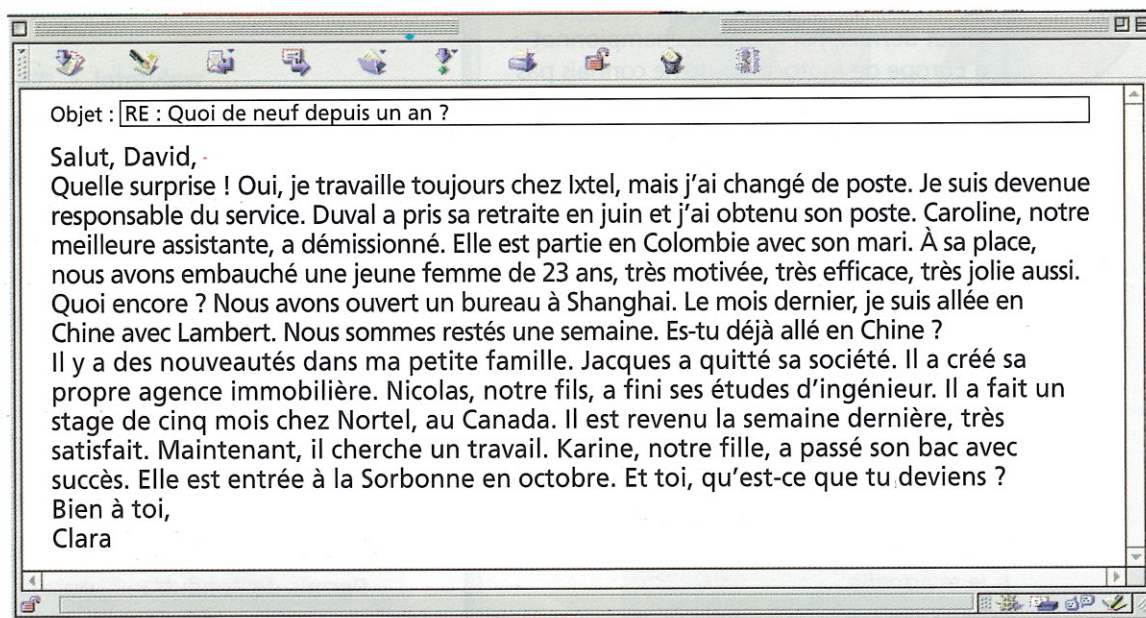 Objet : RE : Quoi de neuf depuis un an ?
Salut, David,
Quelle surprise ! Oui, je travaille toujours chez Ixtel, mais j'ai changé de poste. Je suis devenue
responsable du service. Duval a pris sa retraite en juin et j'ai obtenu son poste. Caroline, notre
meilleure assistante, a démissionné. Elle est partie en Colombie avec son mari. À sa place,
nous avons embauché une jeune femme de 23 ans, très motivée, très efficace, très jolie aussi.
Quoi encore ? Nous avons ouvert un bureau à Shanghai. Le mois dernier, je suis allée en
Chine avec Lambert. Nous sommes restés une semaine. Es-tu déjà allé en Chine ?
Il y a des nouveautés dans ma petite famille. Jacques a quitté sa société. Il a créé sa
propre agence immobilière. Nicolas, notre fils, a fini ses études d'ingénieur. Il a fait un
stage de cinq mois chez Nortel, au Canada. Il est revenu la semaine dernière, très
satisfait. Maintenant, il cherche un travail. Karine, notre fille, a passé son bac avec
succès. Elle est entrée à la Sorbonne en octobre. Et toi, qu'est-ce que tu deviens ?
Bien à toi,
Clara